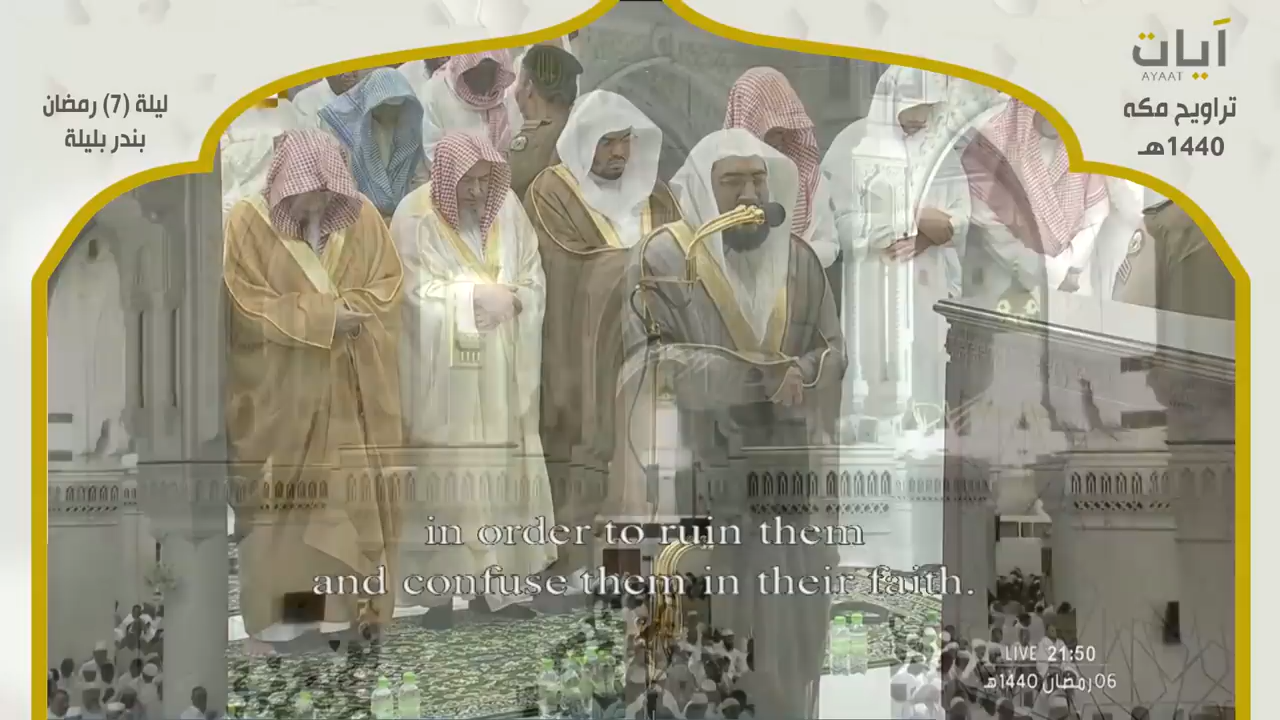 آيات
AYAAT
تراويح مكه
1440هـ
ليلة (7) رمضان
بندر بليلة
in order to ruin them
and confuse them in their faith.
LIVE 21:50
06رمضان 1440هـ